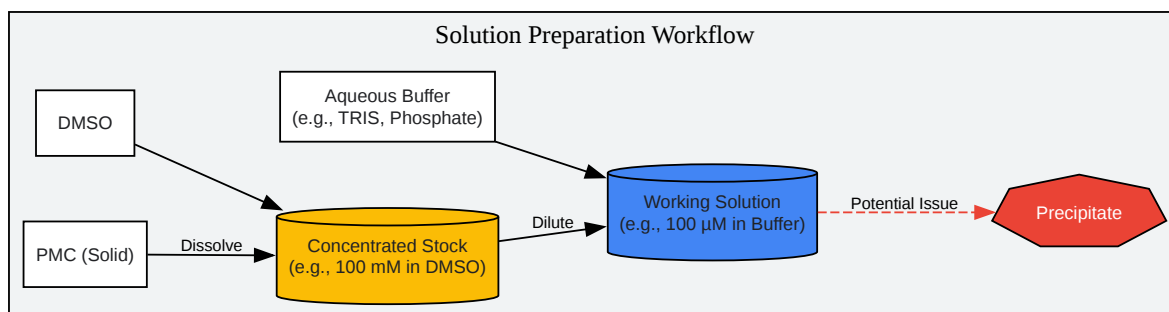 Solution Preparation Workflow
DMSO
Aqueous Buffer
(e.g., TRIS, Phosphate)
PMC (Solid)
Dissolve
Concentrated Stock
(e.g., 100 mM in DMSO)
Dilute
Working Solution
(e.g., 100 µM in Buffer)
Potential Issue
Precipitate